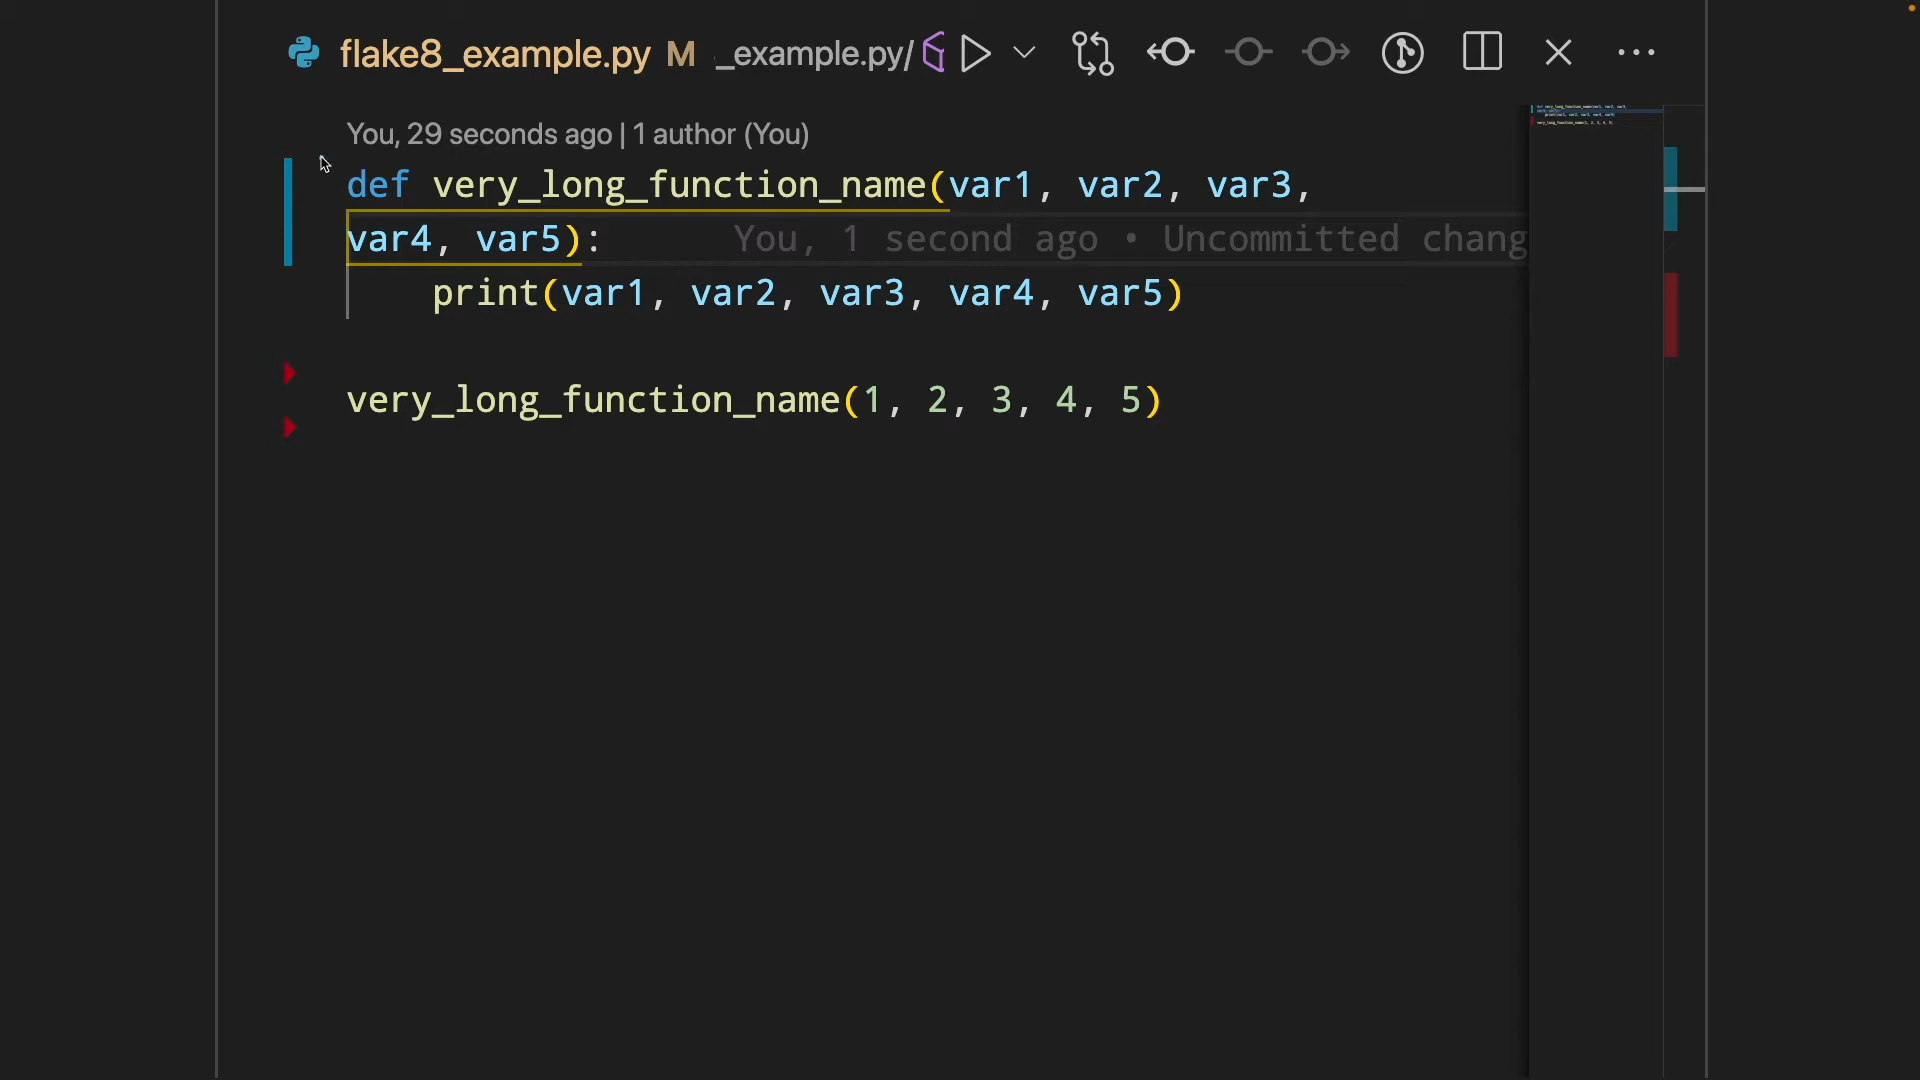 flake8_example.py M _example.py/
You, 29 seconds ago | 1 author (You)
def very_long_function_name(var1, var2, var3,
var4, var5): You, 1 second ago • Uncommitted chang
print(var1, var2, var3, var4, var5)
very_long_function_name(1, 2, 3, 4, 5)